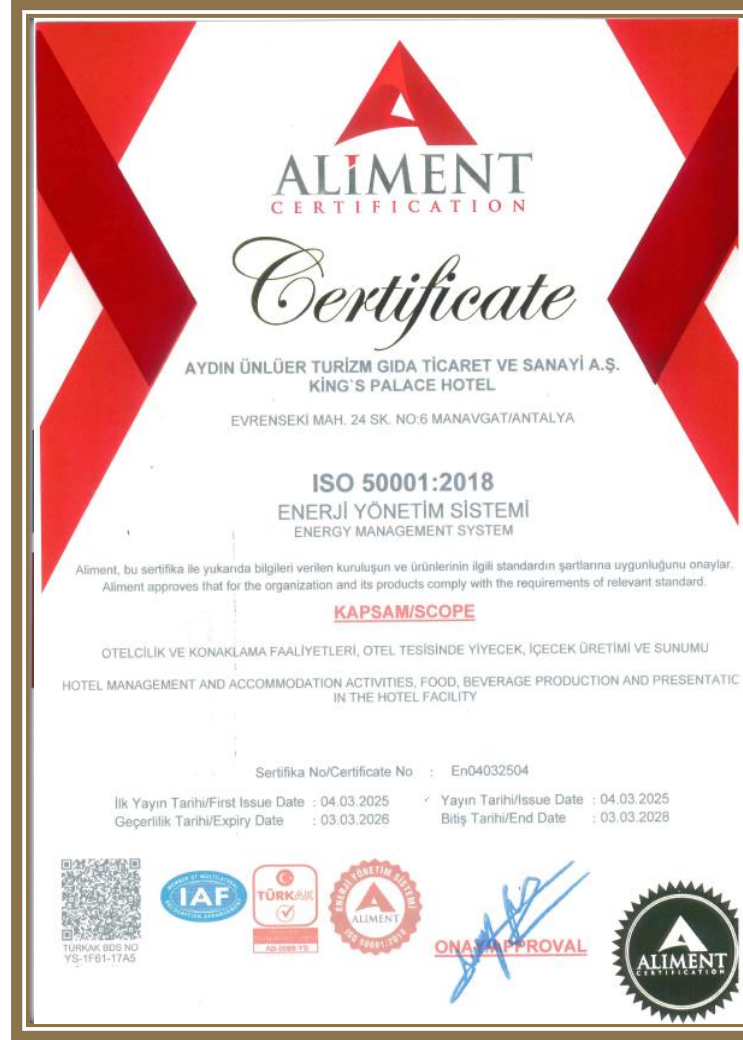 ALİMENT
CERTIFICATION
Certificate
AYDIN ÜNLÜER TURİZM GIDA TİCARET VE SANAYİ A.Ş.
KİNG`S PALACE HOTEL
EVRENSEKİ MAH. 24 SK. NO:6 MANAVGAT/ANTALYA
ISO 50001:2018
ENERJİ YÖNETİM SİSTEMİ
ENERGY MANAGEMENT SYSTEM
Aliment, bu sertifika ile yukarıda bilgileri verilen kuruluşun ve ürünlerinin ilgili standardın şartlarına uygunluğunu onaylar.
Aliment approves that for the organization and its products comply with the requirements of relevant standard.
KAPSAM/SCOPE
OTELCİLİK VE KONAKLAMA FAALİYETLERİ, OTEL TESİSİNDE YİYECEK, İÇECEK ÜRETİMİ VE SUNUMU
HOTEL MANAGEMENT AND ACCOMMODATION ACTIVITIES, FOOD, BEVERAGE PRODUCTION AND PRESENTATIC
IN THE HOTEL FACILITY
Sertifika No/Certificate No : En04032504
İlk Yayın Tarihi/First Issue Date : 04.03.2025 Yayın Tarihi/Issue Date : 04.03.2025
Geçerlilik Tarihi/Expiry Date : 03.03.2026 Bitiş Tarihi/End Date : 03.03.2028
TÜRKAK BDS NO
YS-1F61-17A5
MEMBER OF MULTILATERAL
IAF
RECOGNITION ARRANGEMENT
TÜRKAK
AB-0089-YS
ENERJİ YÖNETİM SİSTEMİ
ALIMENT
ISO 50001:2018
ONAY/APPROVAL
ALIMENT
CERTIFICATION